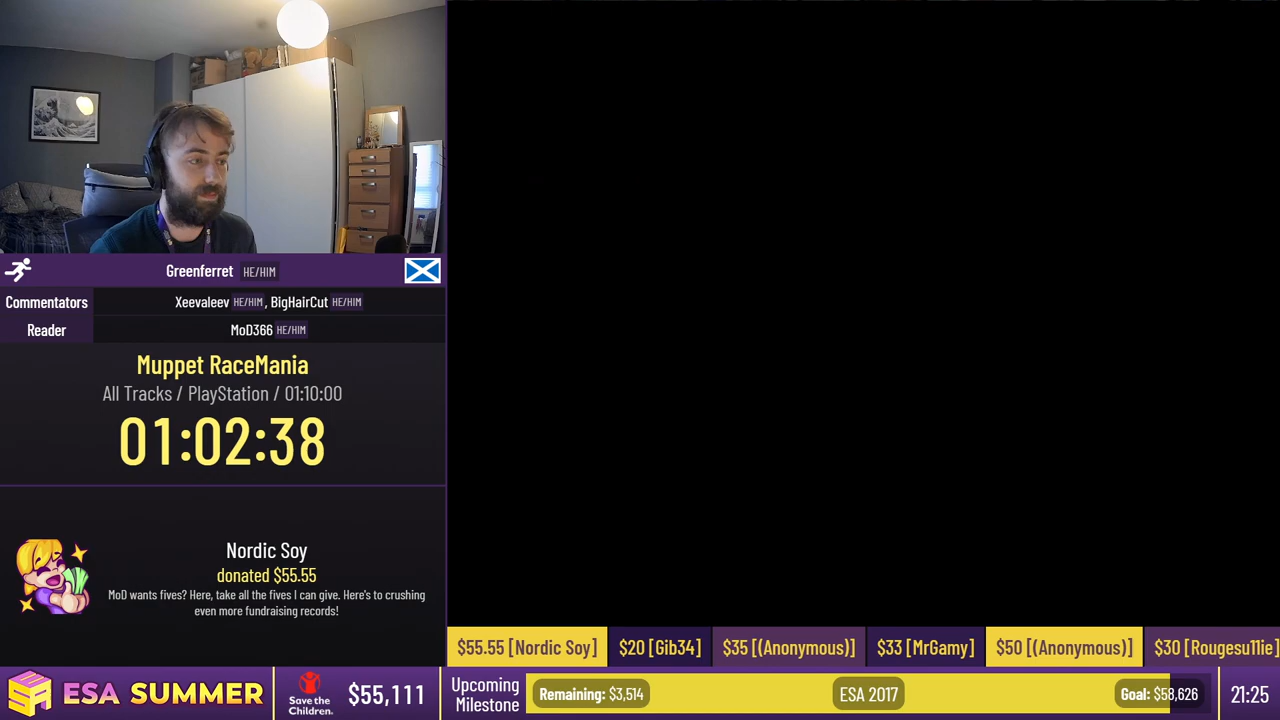 Greenferret HE/HIM
Commentators
Xeevaleev HE/HIM, BigHairCut HE/HIM
Reader
MoD366 HE/HIM
Muppet RaceMania
All Tracks / PlayStation / 01:10:00
01:02:38
Nordic Soy
donated $55.55
MoD wants fives? Here, take all the fives I can give. Here's to crushing
even more fundraising records!
$55.55 [Nordic Soy] $20 [Gib34] $35 [(Anonymous)] $33 [MrGamy] $50 [(Anonymous)] $30 [Rougesu11ie]
ESA SUMMER
Save the
Children.
$55,111
Upcoming
Milestone
Remaining: $3,514
ESA 2017
Goal: $58,626
21:25